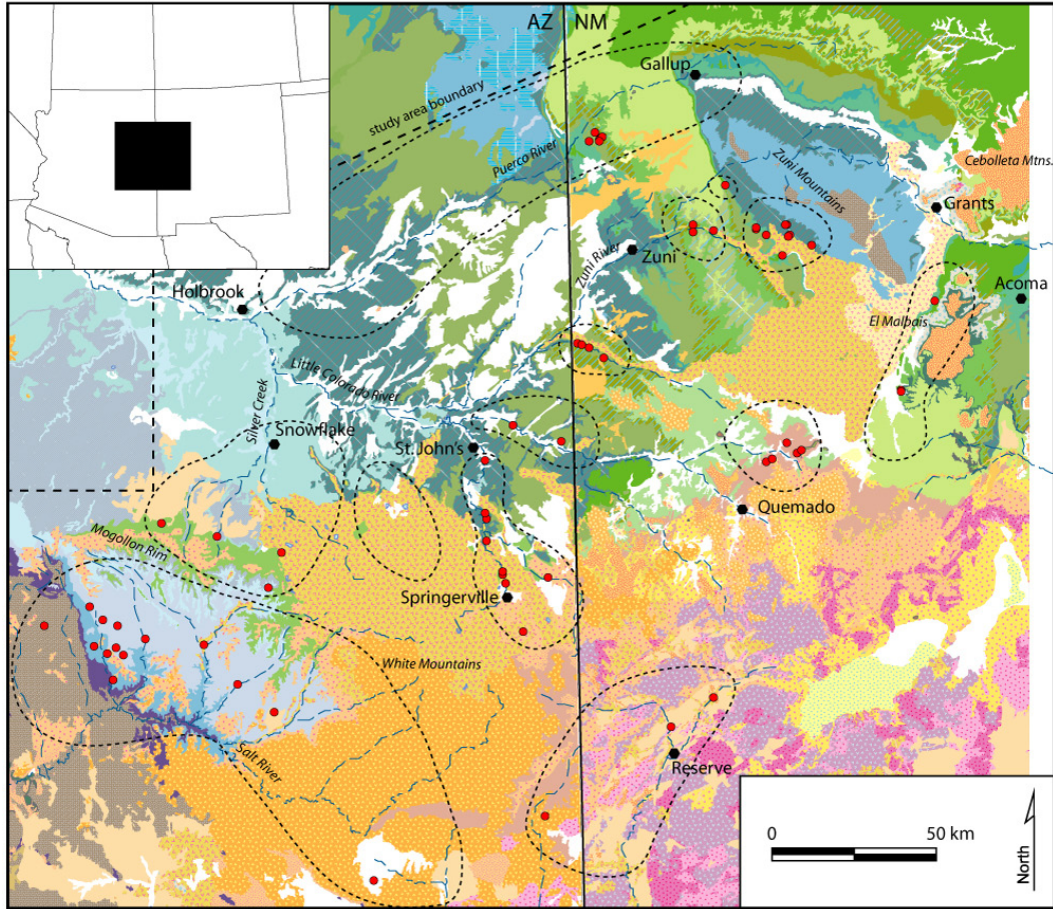 AZ
NM
Gallup
study area boundary
Puerco River
Zuni Mountains
Cebolleta Mtns.
Grants
Zuni River
Zuni
Acoma
Holbrook
El Malpais
Little Colorado River
Silver Creek
Snowflake
St. John's
Quemado
Mogollon Rim
Springerville
White Mountains
Salt River
Reserve
0
50 km
North